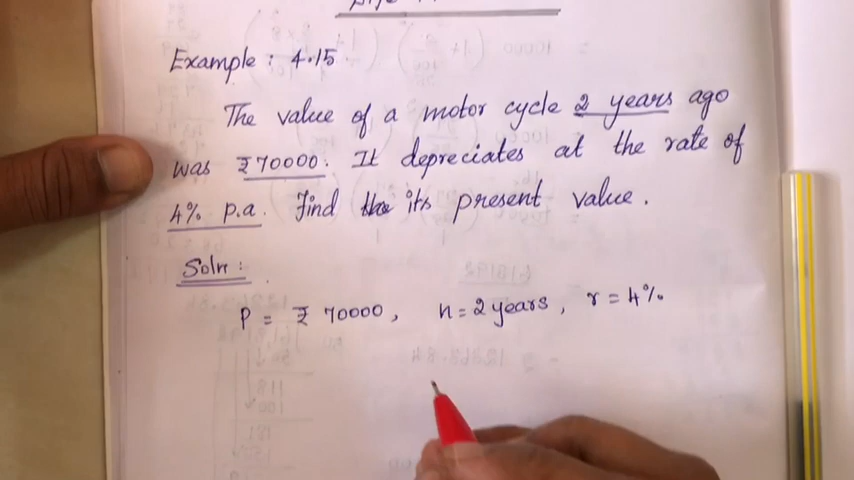 Example : 4.15
The value of a motor cycle 2 years ago
was ₹70000. It depreciates at the rate of
4% p.a. Find the its present value.
Soln :
P = ₹ 70000, n = 2 years, r = 4%